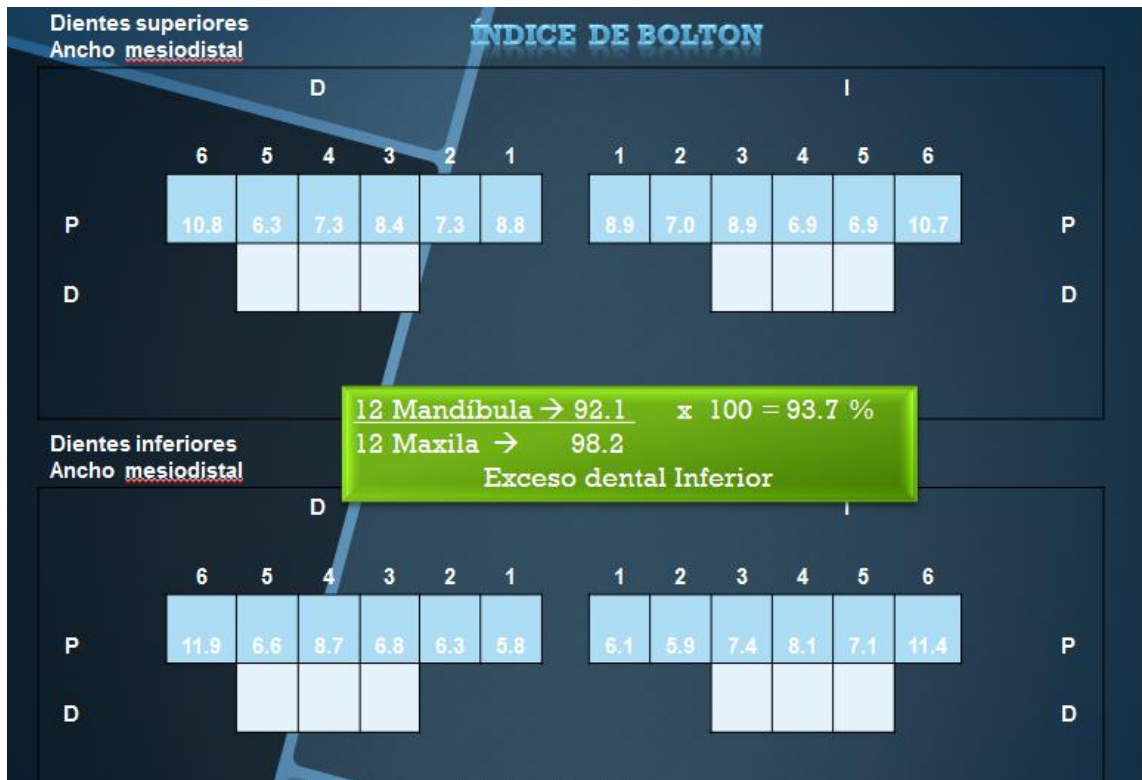 Dientes superiores
Ancho mesiodistal
ÍNDICE DE BOLTON
D I
6 5 4 3 2 1 1 2 3 4 5 6
P 10.8 6.3 7.3 8.4 7.3 8.8 8.9 7.0 8.9 6.9 6.9 10.7 P
D D
12 Mandíbula → 92.1 x 100 = 93.7 %
12 Maxila → 98.2
Exceso dental Inferior
Dientes inferiores
Ancho mesiodistal
D I
6 5 4 3 2 1 1 2 3 4 5 6
P 11.9 6.6 8.7 6.8 6.3 5.8 6.1 5.9 7.4 8.1 7.1 11.4 P
D D